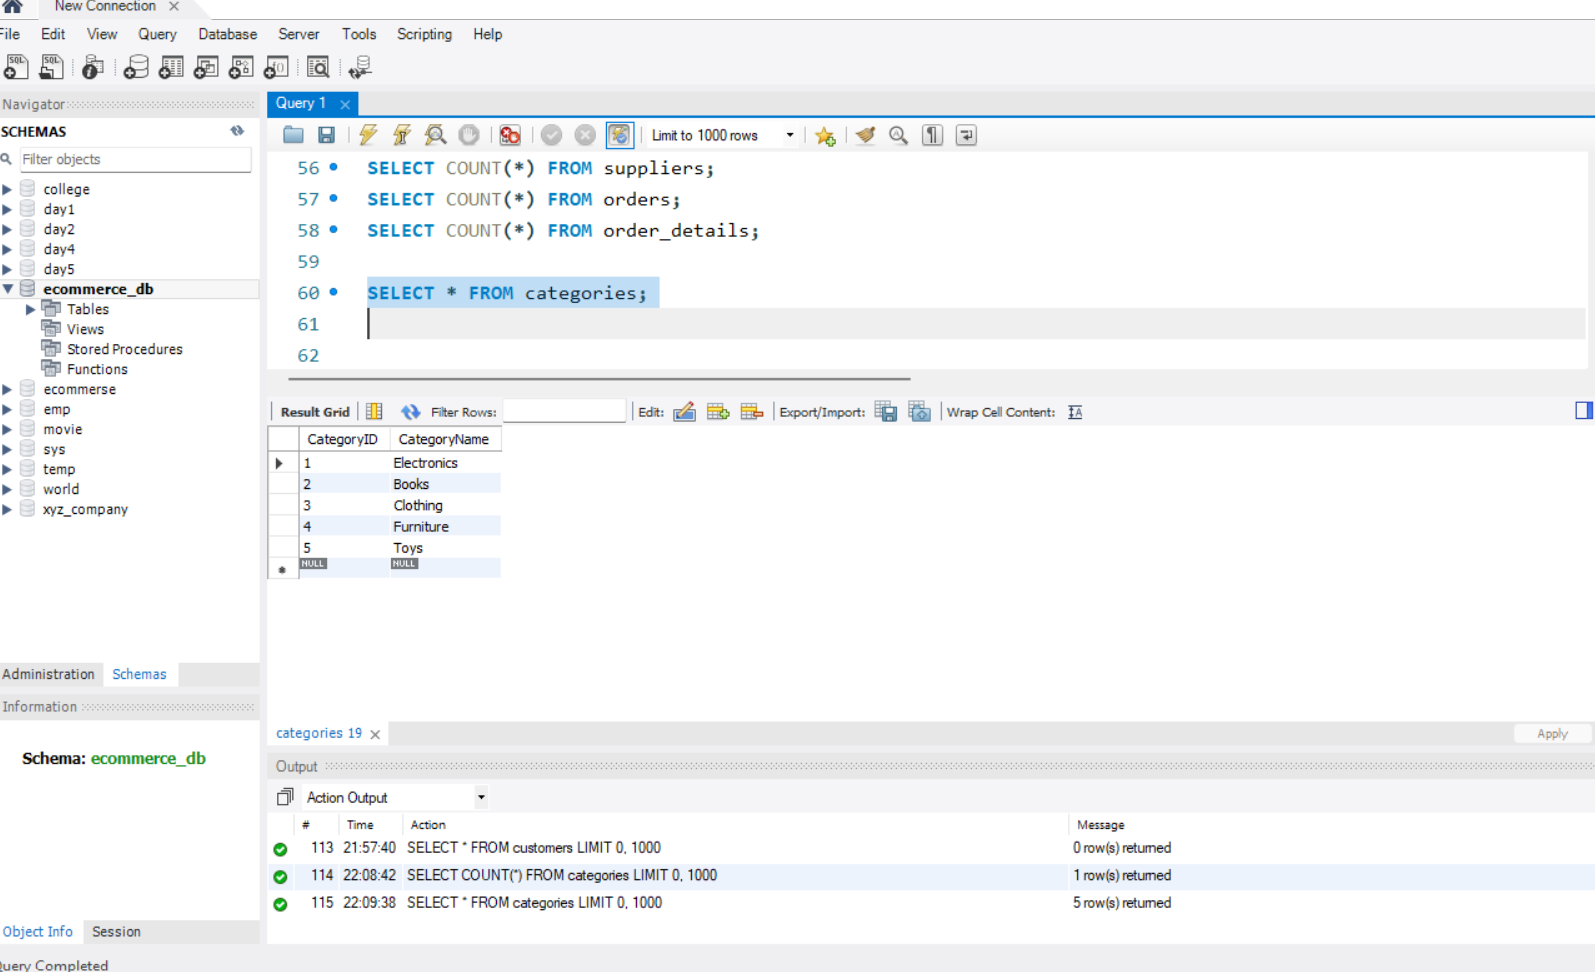 New Connection
File Edit View Query Database Server Tools Scripting Help
Navigator
SCHEMAS
Filter objects
college
day1
day2
day4
day5
ecommerce_db
Tables
Views
Stored Procedures
Functions
ecommerse
emp
movie
sys
temp
world
xyz_company
Administration Schemas
Information
Schema: ecommerce_db
Object Info Session
Query 1
Limit to 1000 rows
56 SELECT COUNT(*) FROM suppliers;
57 SELECT COUNT(*) FROM orders;
58 SELECT COUNT(*) FROM order_details;
59
60 SELECT * FROM categories;
61
62
Result Grid Filter Rows: Edit: Export/Import: Wrap Cell Content:
CategoryID CategoryName
1 Electronics
2 Books
3 Clothing
4 Furniture
5 Toys
NULL NULL
categories 19
Apply
Output
Action Output
# Time Action Message
113 21:57:40 SELECT * FROM customers LIMIT 0, 1000 0 row(s) returned
114 22:08:42 SELECT COUNT(*) FROM categories LIMIT 0, 1000 1 row(s) returned
115 22:09:38 SELECT * FROM categories LIMIT 0, 1000 5 row(s) returned
Query Completed